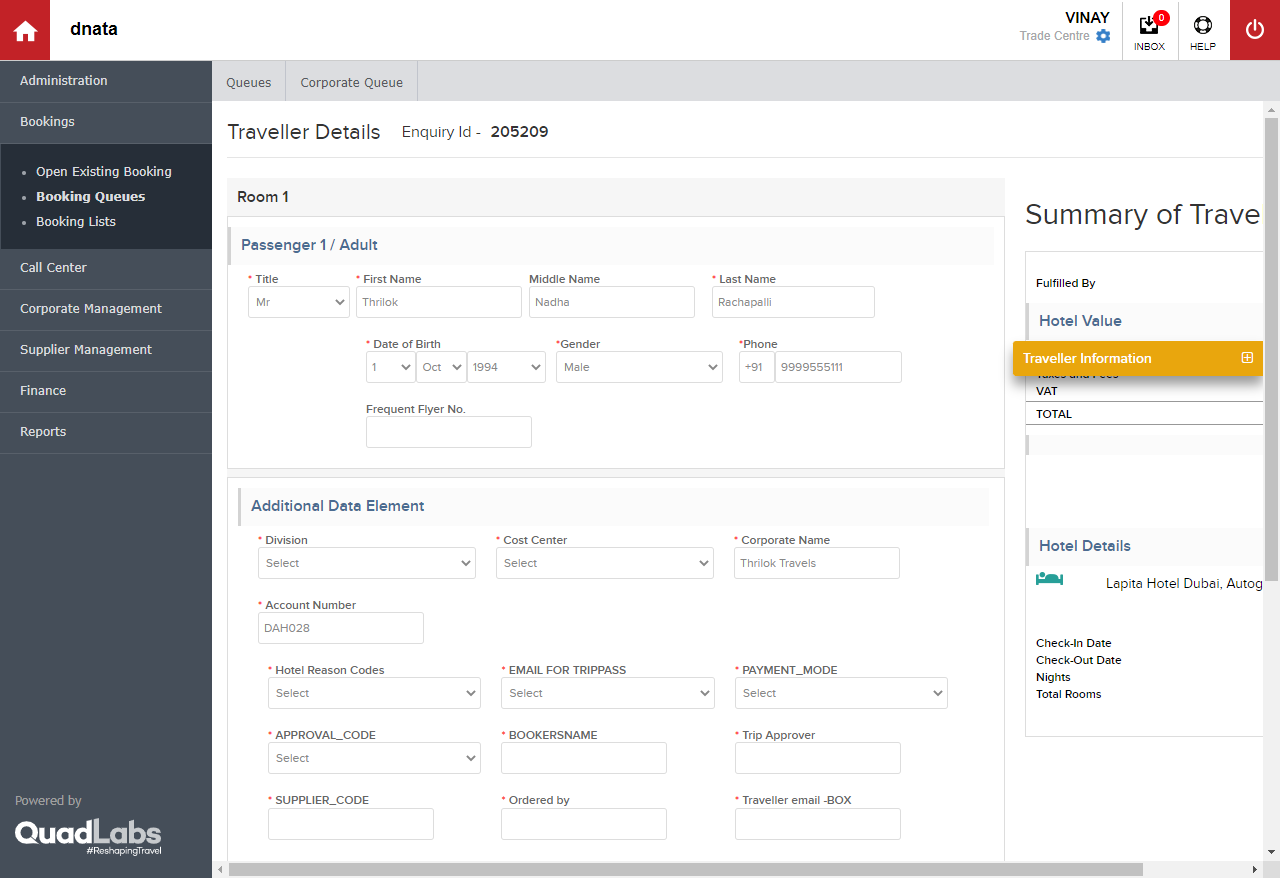 dnata
VINAY
Trade Centre
0
INBOX
HELP
Administration
Bookings
Open Existing Booking
Booking Queues
Booking Lists
Call Center
Corporate Management
Supplier Management
Finance
Reports
Powered by
QuadLabs
#ReshapingTravel
Queues
Corporate Queue
Traveller Details Enquiry Id - 205209
Room 1
Passenger 1 / Adult
* Title * First Name Middle Name * Last Name
Mr Thrilok Nadha Rachapalli
* Date of Birth *Gender *Phone
1 Oct 1994 Male +91 9999555111
Frequent Flyer No.
Additional Data Element
* Division * Cost Center * Corporate Name
Select Select Thrilok Travels
* Account Number
DAH028
* Hotel Reason Codes * EMAIL FOR TRIPPASS * PAYMENT_MODE
Select Select Select
* APPROVAL_CODE * BOOKERSNAME * Trip Approver
Select
* SUPPLIER_CODE * Ordered by * Traveller email -BOX
Summary of Trave
Fulfilled By
Hotel Value
Traveller Information
Taxes and Fees
VAT
TOTAL
Hotel Details
Lapita Hotel Dubai, Autog
Check-In Date
Check-Out Date
Nights
Total Rooms